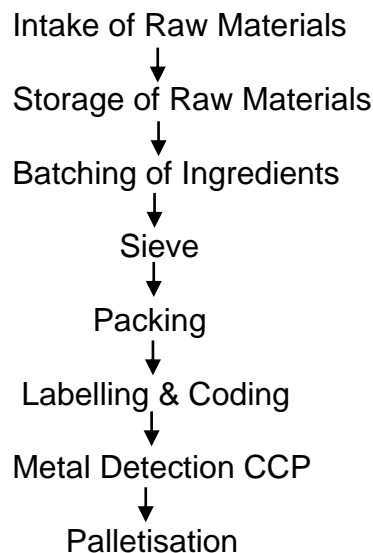 Intake of Raw Materials
Storage of Raw Materials
Batching of Ingredients
Sieve
Packing
Labelling & Coding
Metal Detection CCP
Palletisation